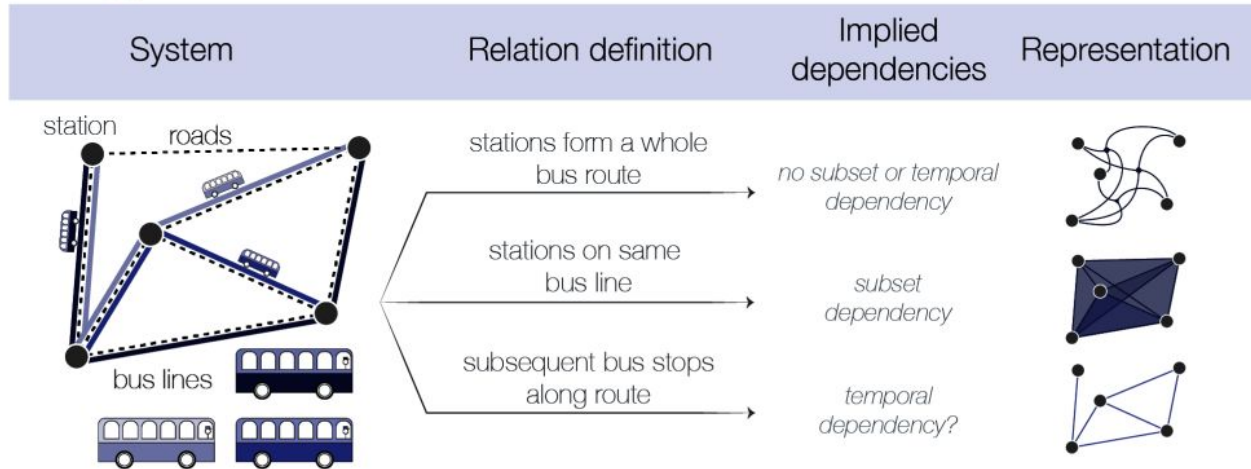 System
Relation definition
Implied
dependencies
Representation
station
roads
bus lines
stations form a whole
bus route
no subset or temporal
dependency
stations on same
bus line
subset
dependency
subsequent bus stops
along route
temporal
dependency?